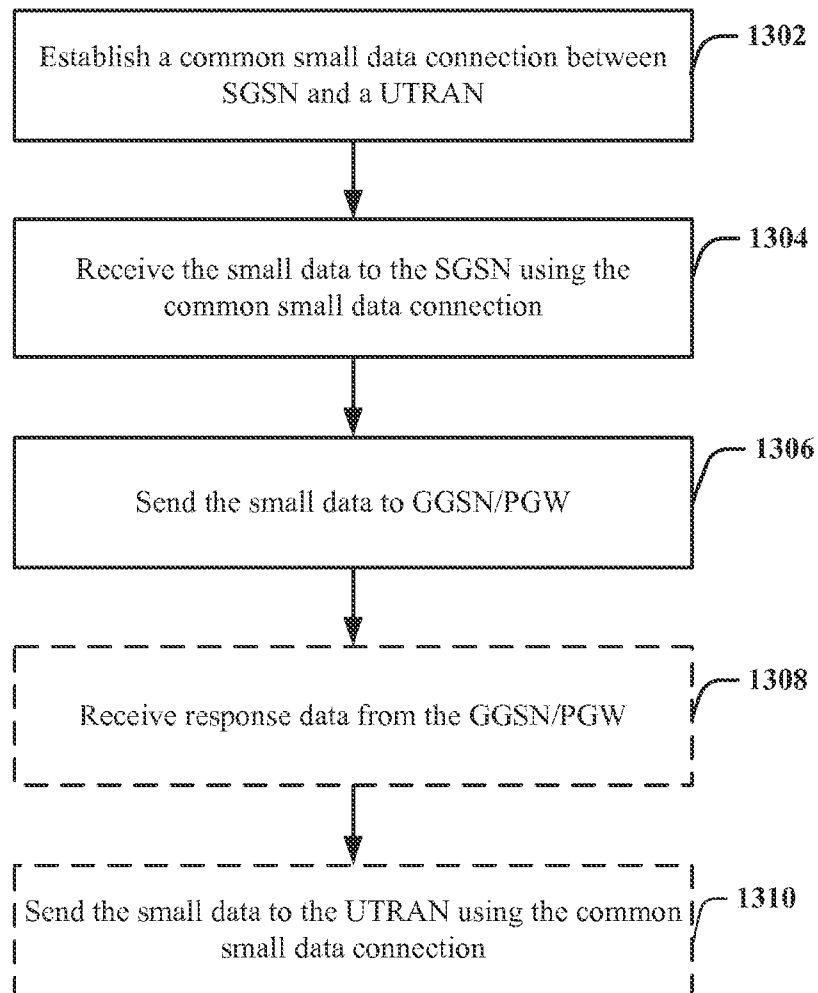 Establish a common small data connection between
SGSN and a UTRAN
1302
Receive the small data to the SGSN using the
common small data connection
1304
Send the small data to GGSN/PGW
1306
Receive response data from the GGSN/PGW
1308
Send the small data to the UTRAN using the common
small data connection
1310